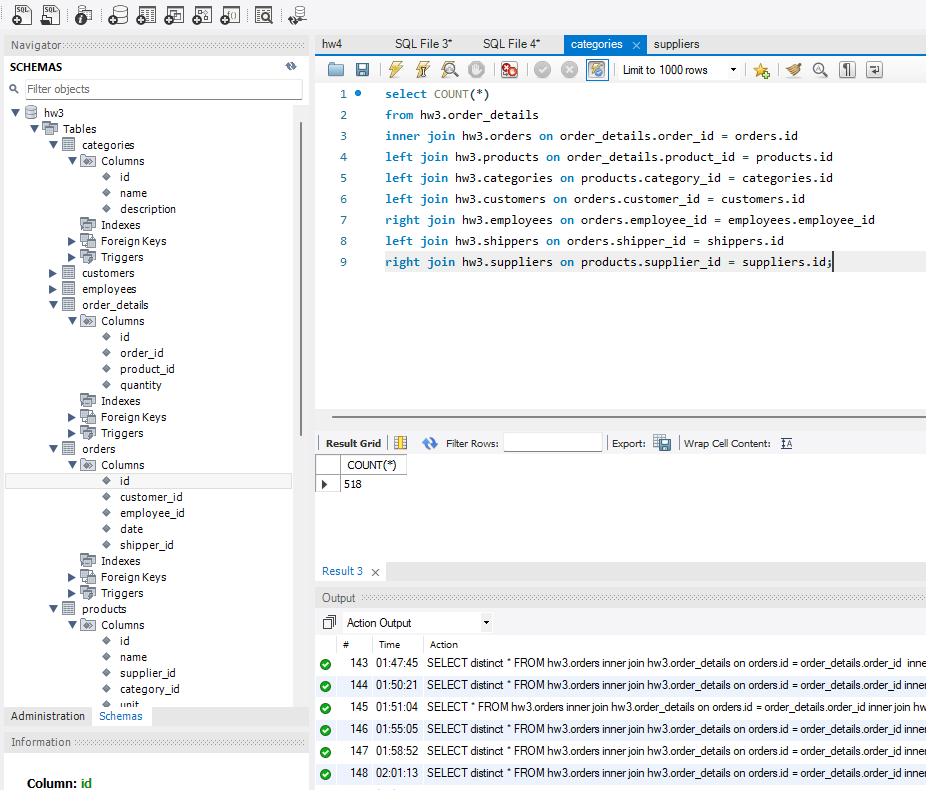 SQL
SQL
Navigator
SCHEMAS
Filter objects
hw3
Tables
categories
Columns
id
name
description
Indexes
Foreign Keys
Triggers
customers
employees
order_details
Columns
id
order_id
product_id
quantity
Indexes
Foreign Keys
Triggers
orders
Columns
id
customer_id
employee_id
date
shipper_id
Indexes
Foreign Keys
Triggers
products
Columns
id
name
supplier_id
category_id
unit
Administration Schemas
Information
Column: id
hw4 SQL File 3* SQL File 4* categories suppliers
Limit to 1000 rows
1 select COUNT(*)
2 from hw3.order_details
3 inner join hw3.orders on order_details.order_id = orders.id
4 left join hw3.products on order_details.product_id = products.id
5 left join hw3.categories on products.category_id = categories.id
6 left join hw3.customers on orders.customer_id = customers.id
7 right join hw3.employees on orders.employee_id = employees.employee_id
8 left join hw3.shippers on orders.shipper_id = shippers.id
9 right join hw3.suppliers on products.supplier_id = suppliers.id;
Result Grid Filter Rows: Export: Wrap Cell Content: IA
COUNT(*)
518
Result 3
Output
Action Output
# Time Action
143 01:47:45 SELECT distinct * FROM hw3.orders inner join hw3.order_details on orders.id = order_details.order_id inne
144 01:50:21 SELECT distinct * FROM hw3.orders inner join hw3.order_details on orders.id = order_details.order_id inner
145 01:51:04 SELECT * FROM hw3.orders inner join hw3.order_details on orders.id = order_details.order_id inner join hw
146 01:55:05 SELECT distinct * FROM hw3.orders inner join hw3.order_details on orders.id = order_details.order_id inner
147 01:58:52 SELECT distinct * FROM hw3.orders inner join hw3.order_details on orders.id = order_details.order_id inner
148 02:01:13 SELECT distinct * FROM hw3.orders inner join hw3.order_details on orders.id = order_details.order_id inner